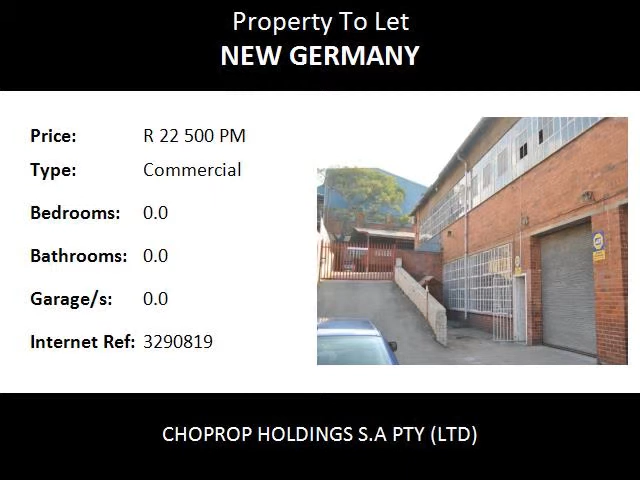 Property To Let
NEW GERMANY
Price: R 22 500 PM
Type: Commercial
Bedrooms: 0.0
Bathrooms: 0.0
Garage/s: 0.0
Internet Ref: 3290819
CHOPROP HOLDINGS S.A PTY (LTD)